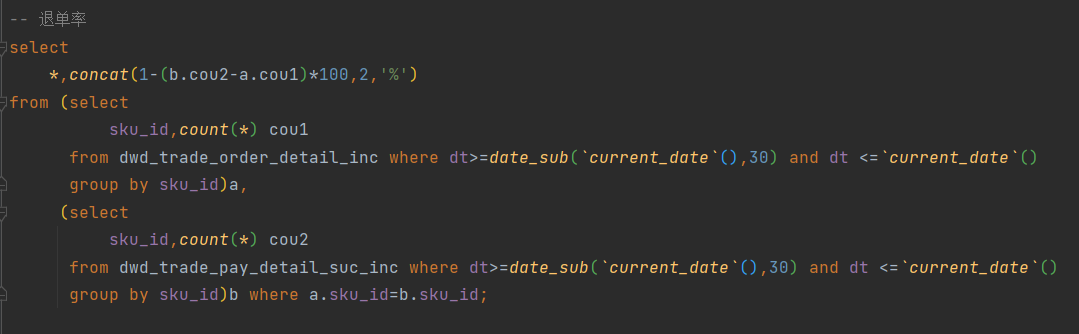 -- 退单率
select
    *,concat(1-(b.cou2-a.cou1)*100,2,'%')
from (select
          sku_id,count(*) cou1
      from dwd_trade_order_detail_inc where dt>=date_sub(`current_date`(),30) and dt <=`current_date`()
      group by sku_id)a,
     (select
          sku_id,count(*) cou2
      from dwd_trade_pay_detail_suc_inc where dt>=date_sub(`current_date`(),30) and dt <=`current_date`()
      group by sku_id)b where a.sku_id=b.sku_id;